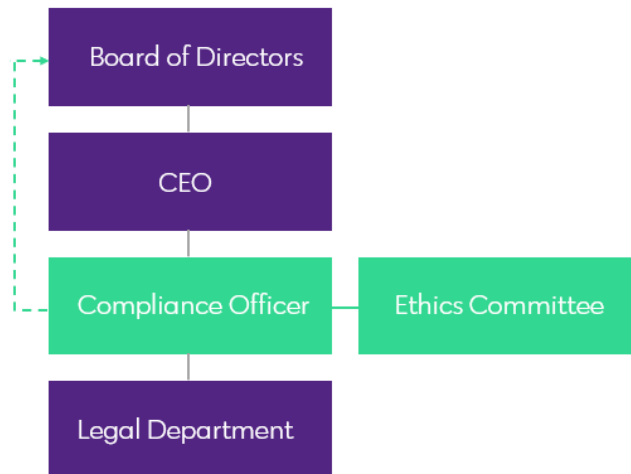 Board of Directors
CEO
Compliance Officer
Ethics Committee
Legal Department